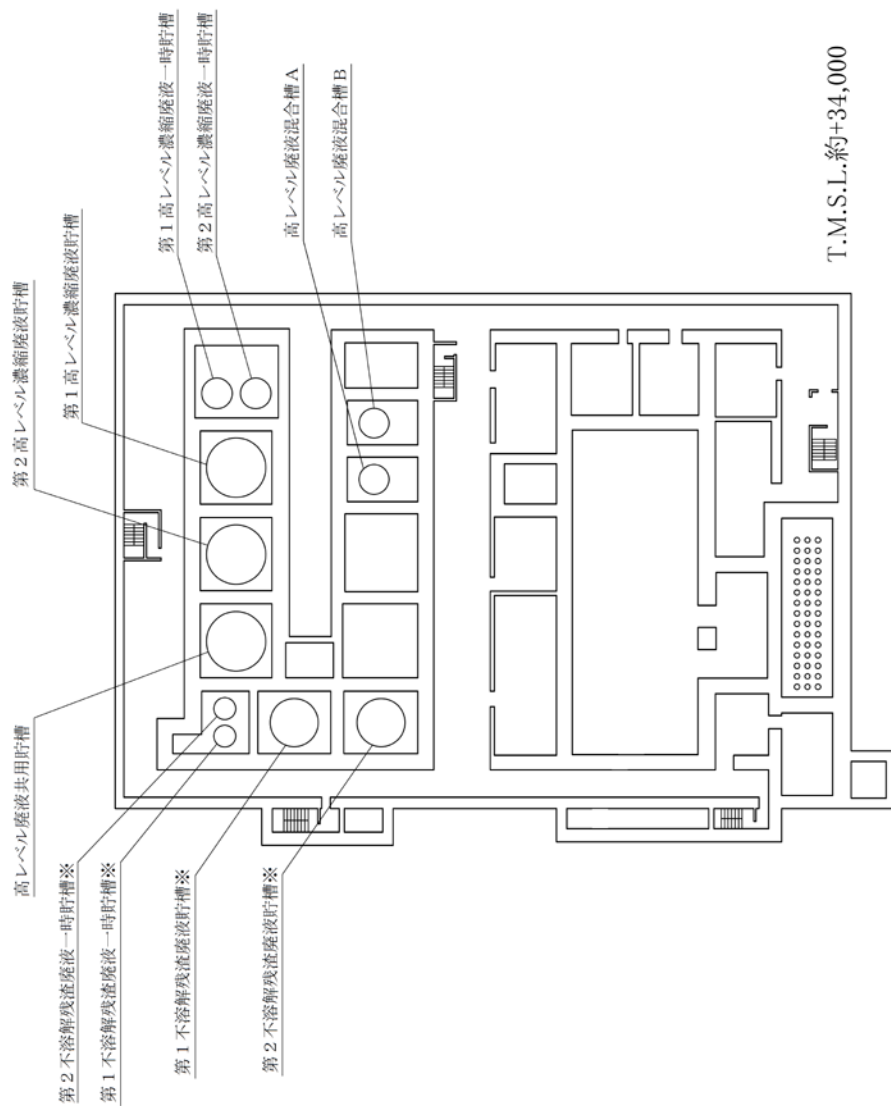 第2不溶解残渣廃液一時貯槽※
第1不溶解残渣廃液一時貯槽※
第1不溶解残渣廃液貯槽※
第2不溶解残渣廃液貯槽※
高レベル廃液共用貯槽
第2高レベル濃縮廃液貯槽
第1高レベル濃縮廃液貯槽
第1高レベル濃縮廃液一時貯槽
第2高レベル濃縮廃液一時貯槽
高レベル廃液混合槽A
高レベル廃液混合槽B
T.M.S.L.約+34,000